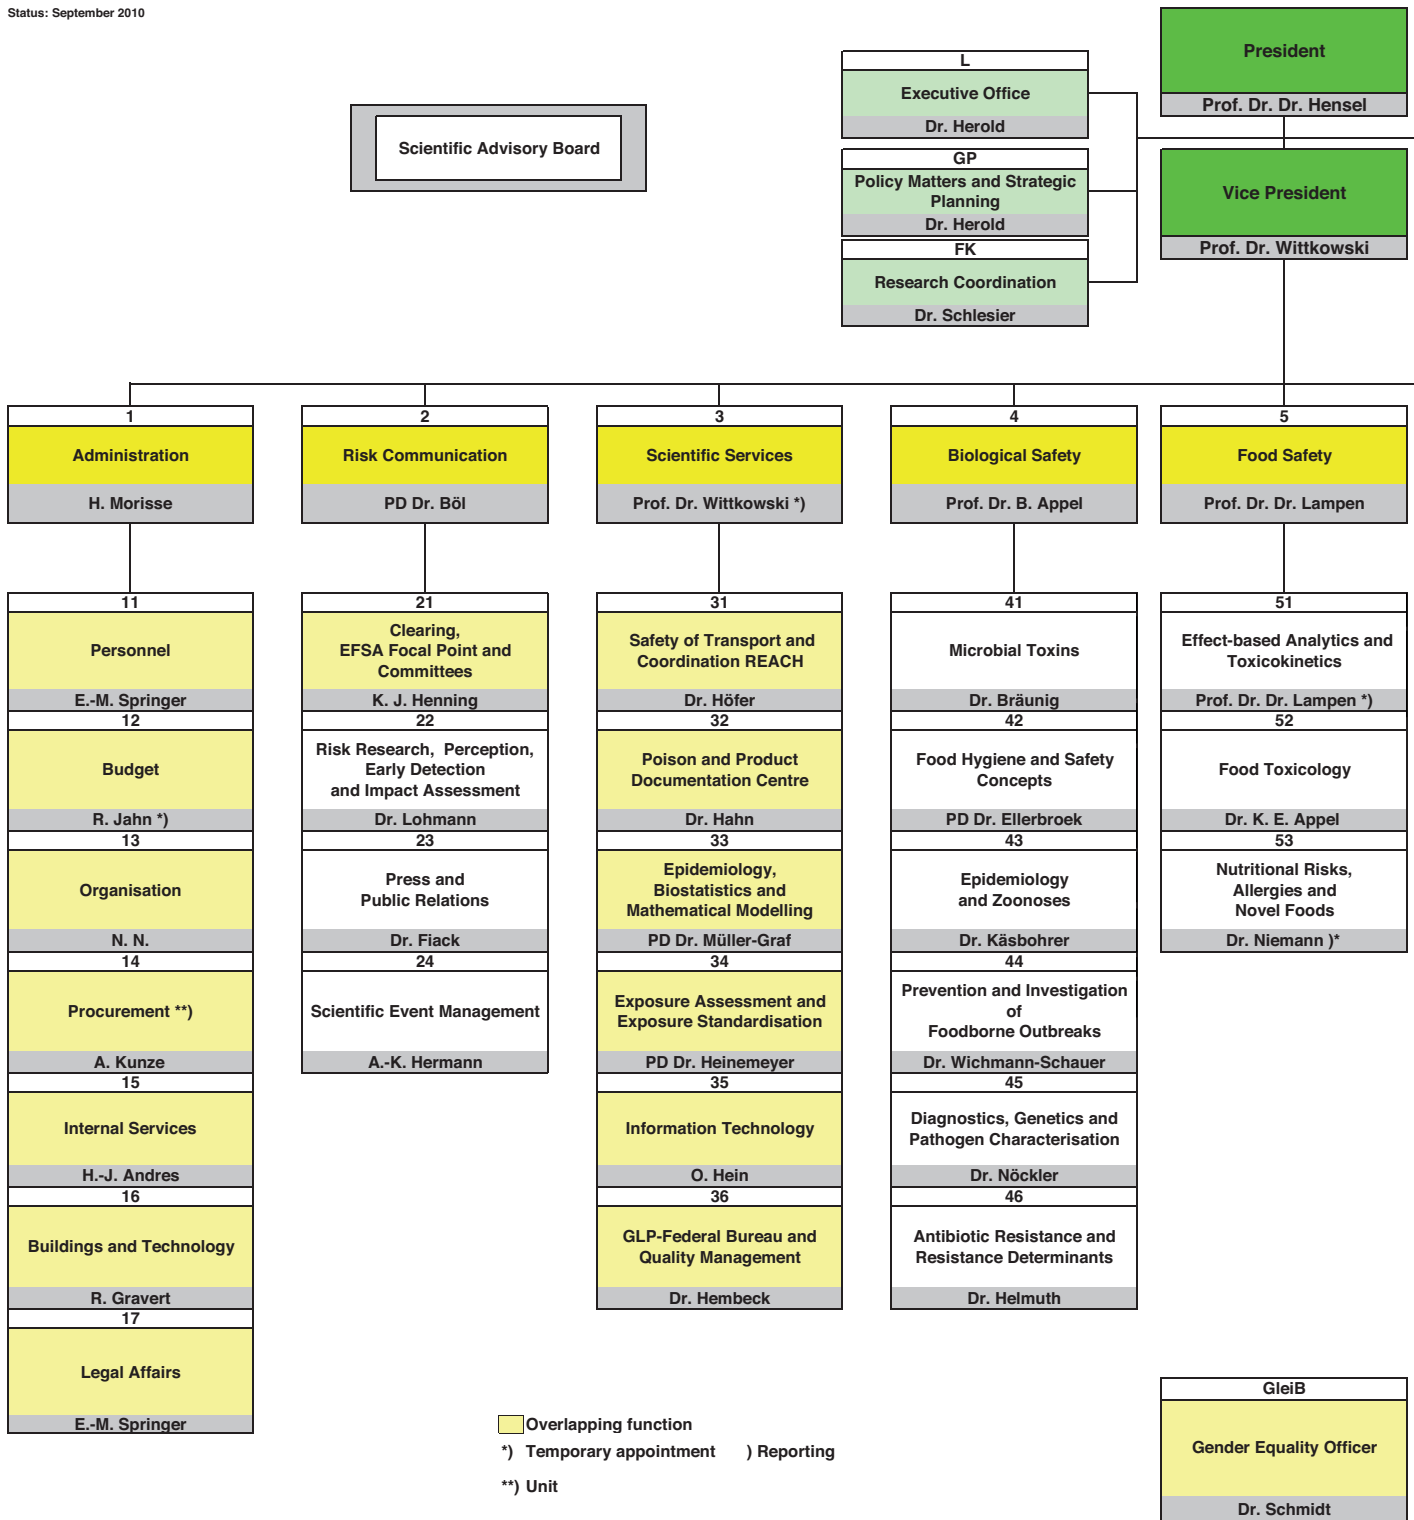 Status: September 2010
President
Prof. Dr. Dr. Hensel
L
Executive Office
Dr. Herold
Scientific Advisory Board
GP
Policy Matters and Strategic
Planning
Dr. Herold
Vice President
Prof. Dr. Wittkowski
FK
Research Coordination
Dr. Schlesier
1
Administration
H. Morisse
2
Risk Communication
PD Dr. Böl
3
Scientific Services
Prof. Dr. Wittkowski *)
4
Biological Safety
Prof. Dr. B. Appel
5
Food Safety
Prof. Dr. Dr. Lampen
11
Personnel
E.-M. Springer
12
Budget
R. Jahn *)
13
Organisation
N. N.
14
Procurement **)
A. Kunze
15
Internal Services
H.-J. Andres
16
Buildings and Technology
R. Gravert
17
Legal Affairs
E.-M. Springer
21
Clearing,
EFSA Focal Point and
Committees
K. J. Henning
22
Risk Research, Perception,
Early Detection
and Impact Assessment
Dr. Lohmann
23
Press and
Public Relations
Dr. Fiack
24
Scientific Event Management
A.-K. Hermann
31
Safety of Transport and
Coordination REACH
Dr. Höfer
32
Poison and Product
Documentation Centre
Dr. Hahn
33
Epidemiology,
Biostatistics and
Mathematical Modelling
PD Dr. Müller-Graf
34
Exposure Assessment and
Exposure Standardisation
PD Dr. Heinemeyer
35
Information Technology
O. Hein
36
GLP-Federal Bureau and
Quality Management
Dr. Hembeck
41
Microbial Toxins
Dr. Bräunig
42
Food Hygiene and Safety
Concepts
PD Dr. Ellerbroek
43
Epidemiology
and Zoonoses
Dr. Käsbohrer
44
Prevention and Investigation
of
Foodborne Outbreaks
Dr. Wichmann-Schauer
45
Diagnostics, Genetics and
Pathogen Characterisation
Dr. Nöckler
46
Antibiotic Resistance and
Resistance Determinants
Dr. Helmuth
51
Effect-based Analytics and
Toxicokinetics
Prof. Dr. Dr. Lampen *)
52
Food Toxicology
Dr. K. E. Appel
53
Nutritional Risks,
Allergies and
Novel Foods
Dr. Niemann )*
GleiB
Gender Equality Officer
Dr. Schmidt
Overlapping function
*) Temporary appointment ) Reporting
**) Unit